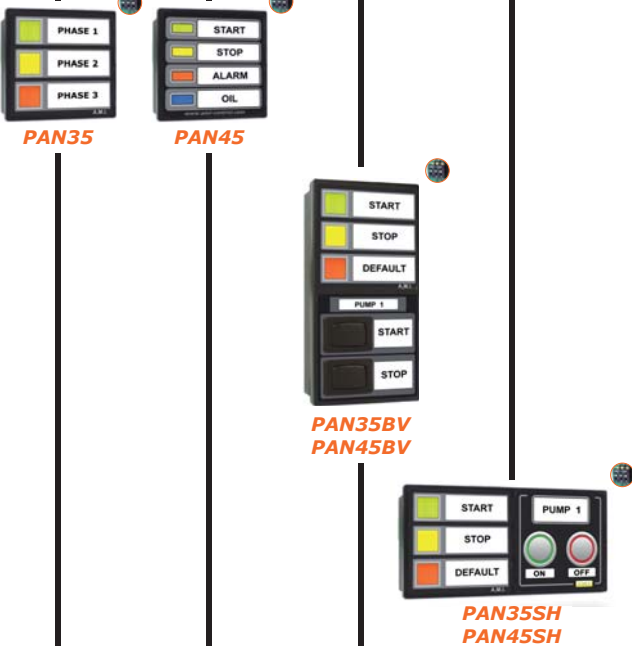 PHASE 1
PHASE 2
PHASE 3
A.M.I.
PAN35
START
STOP
ALARM
OIL
PAN45
START
STOP
DEFAULT
A.M.I.
PUMP 1
START
STOP
PAN35BV
PAN45BV
START
STOP
DEFAULT
A.M.I.
PUMP 1
ON
OFF
PAN35SH
PAN45SH